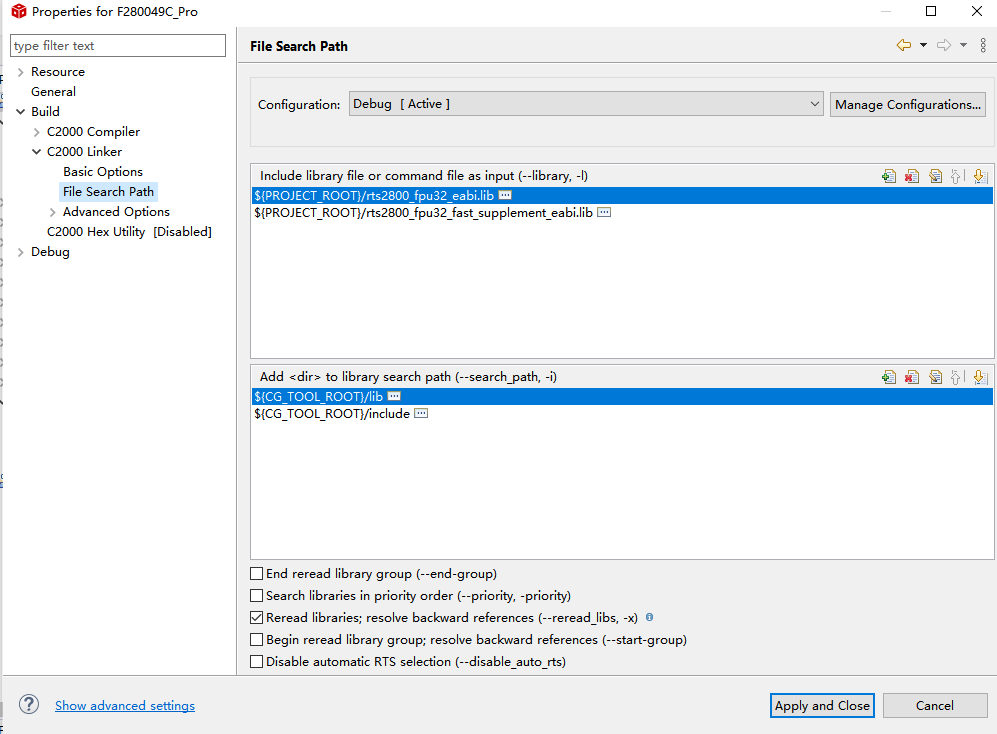 Properties for F280049C_Pro
type filter text
Resource
General
Build
C2000 Compiler
C2000 Linker
Basic Options
File Search Path
Advanced Options
C2000 Hex Utility [Disabled]
Debug
File Search Path
Configuration: Debug [ Active ] Manage Configurations...
Include library file or command file as input (--library, -l)
${PROJECT_ROOT}/rts2800_fpu32_eabi.lib
${PROJECT_ROOT}/rts2800_fpu32_fast_supplement_eabi.lib
Add <dir> to library search path (--search_path, -i)
${CG_TOOL_ROOT}/lib
${CG_TOOL_ROOT}/include
End reread library group (--end-group)
Search libraries in priority order (--priority, -priority)
Reread libraries; resolve backward references (--reread_libs, -x)
Begin reread library group; resolve backward references (--start-group)
Disable automatic RTS selection (--disable_auto_rts)
Show advanced settings
Apply and Close Cancel